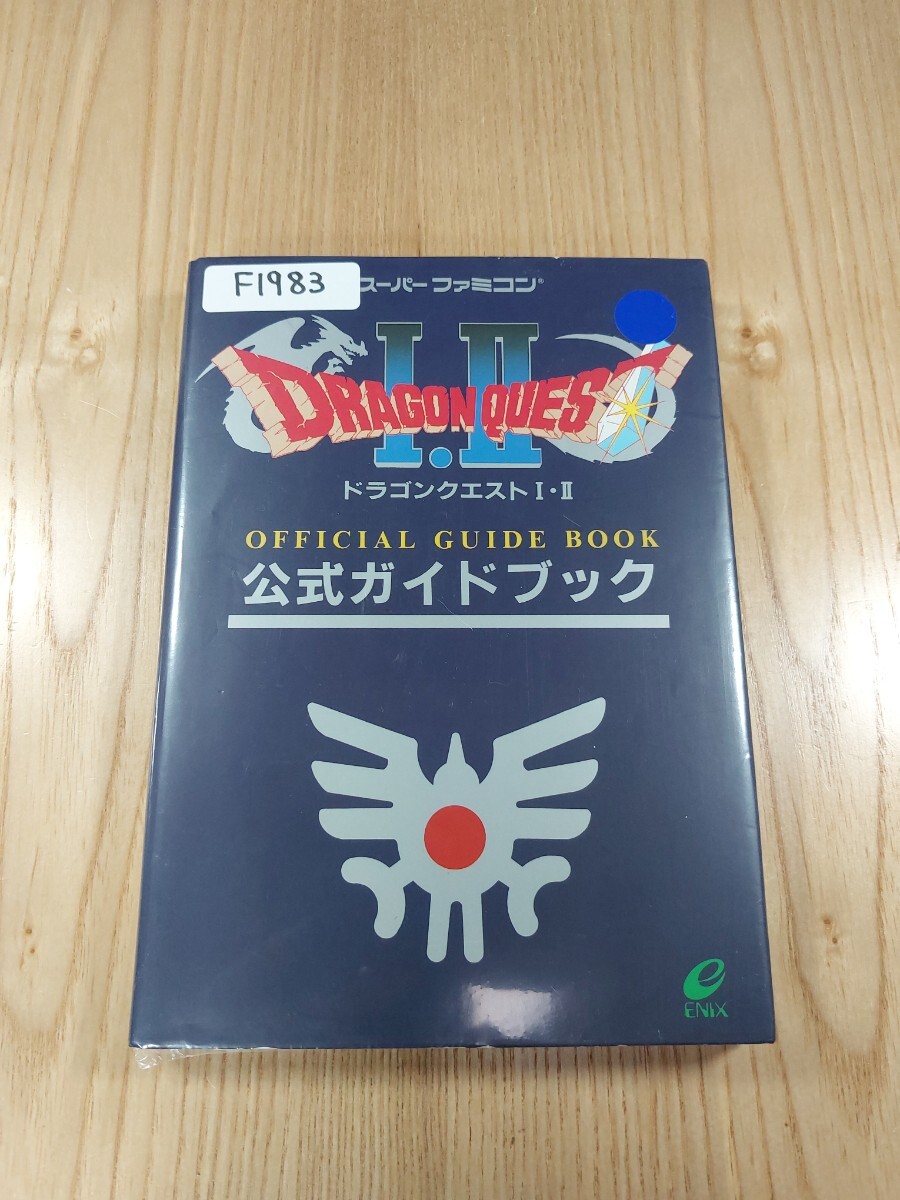 F1983
スーパーファミコン®
I.II
DRAGON QUEST
ドラゴンクエストI・II
OFFICIAL GUIDE BOOK
公式ガイドブック
e
ENIX